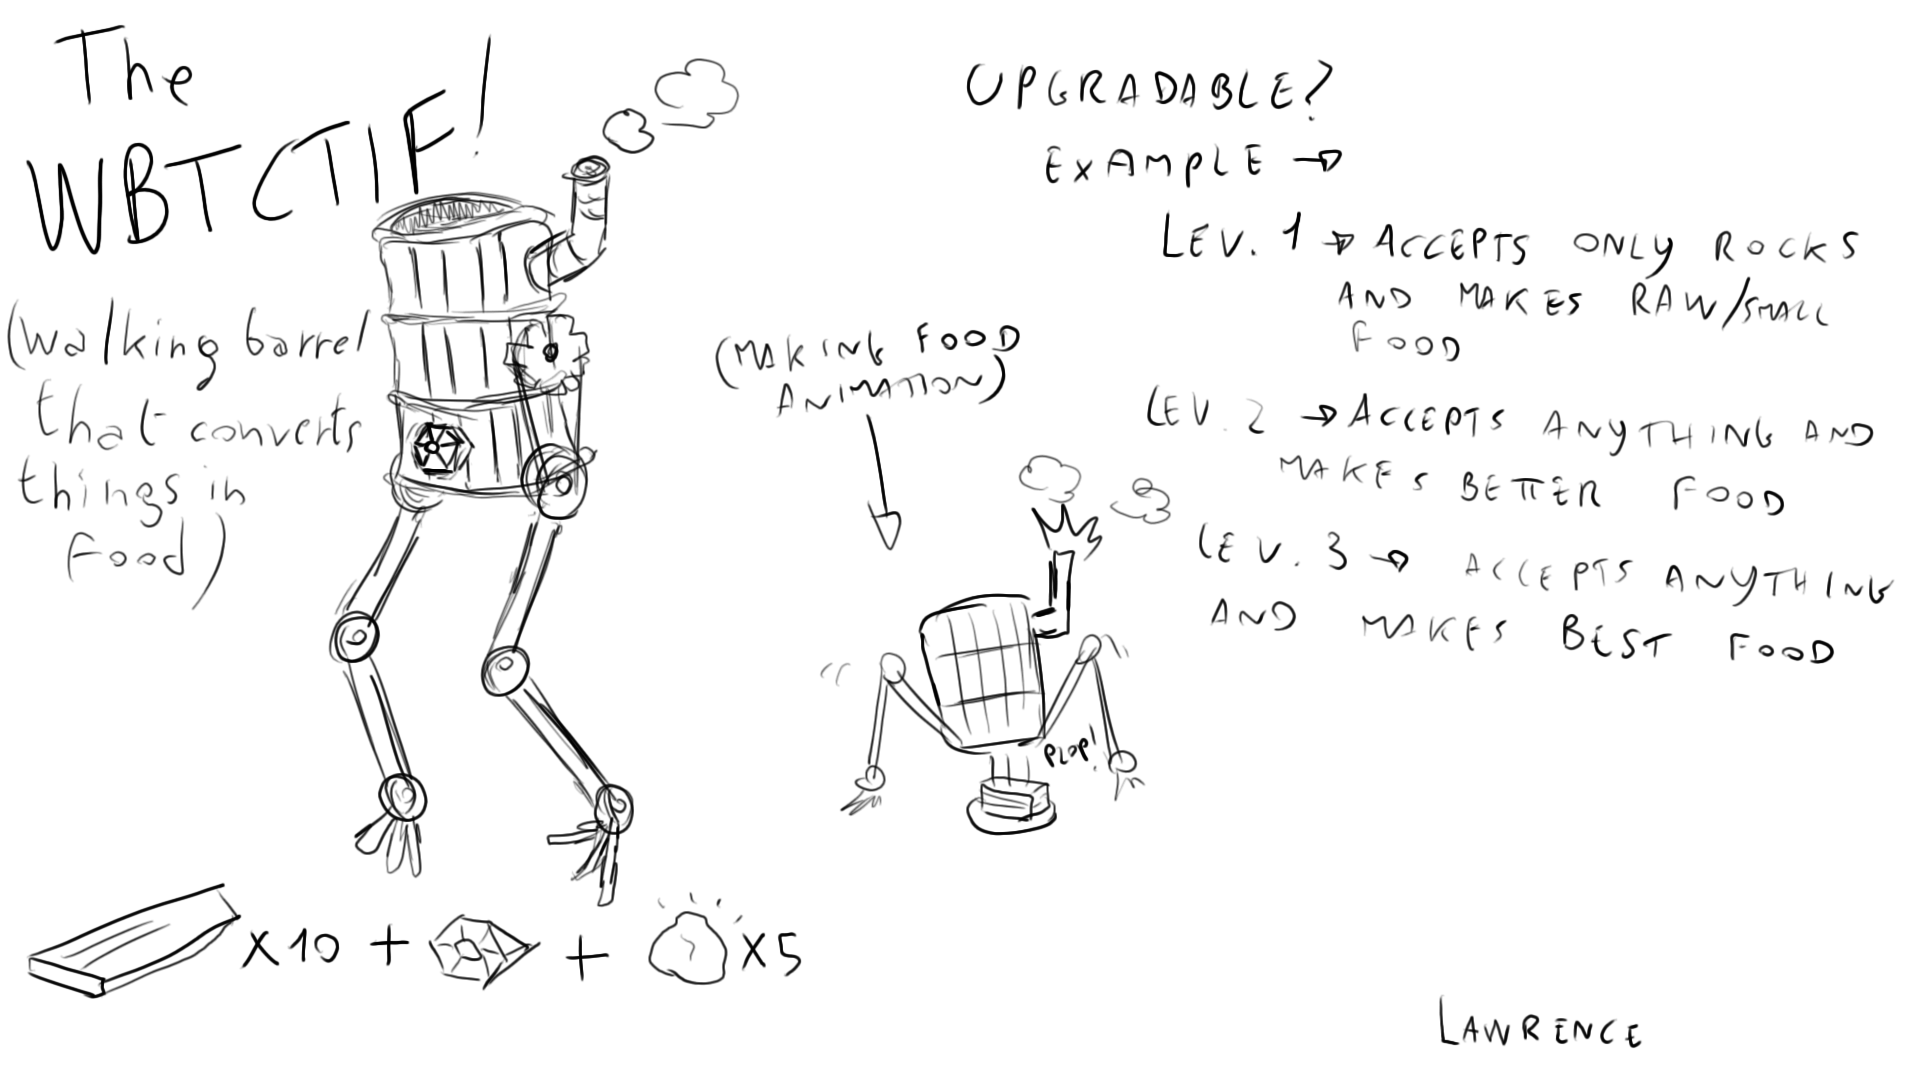 The
WBTCTIF!
(walking barrel
that converts
things in
food)
UPGRADABLE?
EXAMPLE →
LEV. 1 → ACCEPTS ONLY ROCKS
AND MAKES RAW/SMALL
FOOD
LEV. 2 → ACCEPTS ANYTHING AND
MAKES BETTER FOOD
LEV. 3 → ACCEPTS ANYTHING
AND MAKES BEST FOOD
(MAKING FOOD
ANIMATION)
PLOP!
X10 + + X5
LAWRENCE